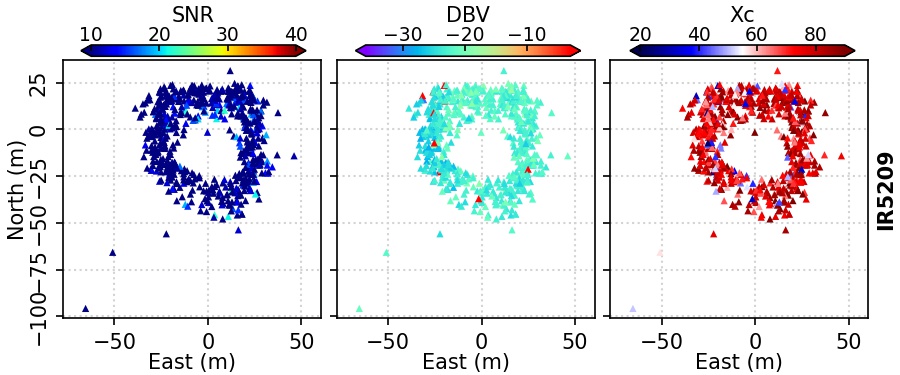 SNR
DBV
Xc
10 20 30 40
−30 −20 −10
20 40 60 80
25
0
−25
−50
−75
−100
North (m)
IR5209
−50 0 50
−50 0 50
−50 0 50
East (m)
East (m)
East (m)